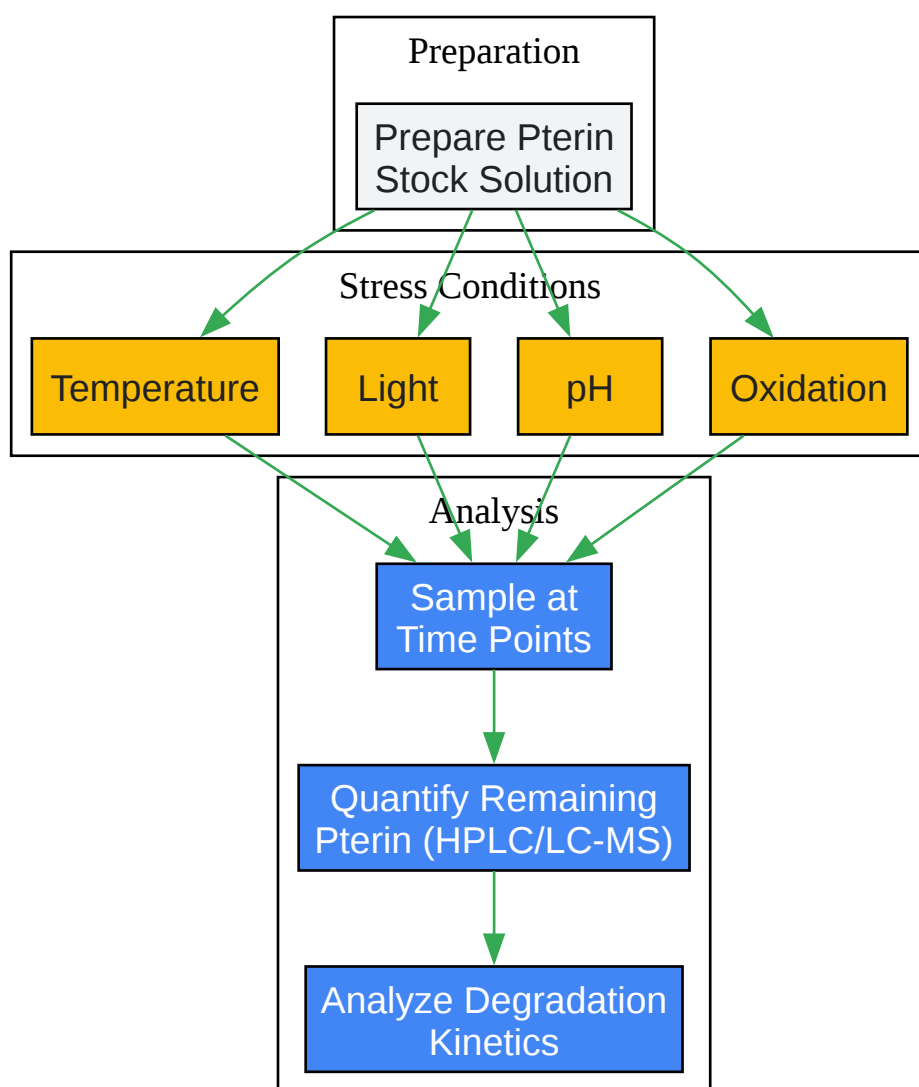 Preparation
Prepare Pterin
Stock Solution
Stress Conditions
Temperature
Light
pH
Oxidation
Analysis
Sample at
Time Points
Quantify Remaining
Pterin (HPLC/LC-MS)
Analyze Degradation
Kinetics